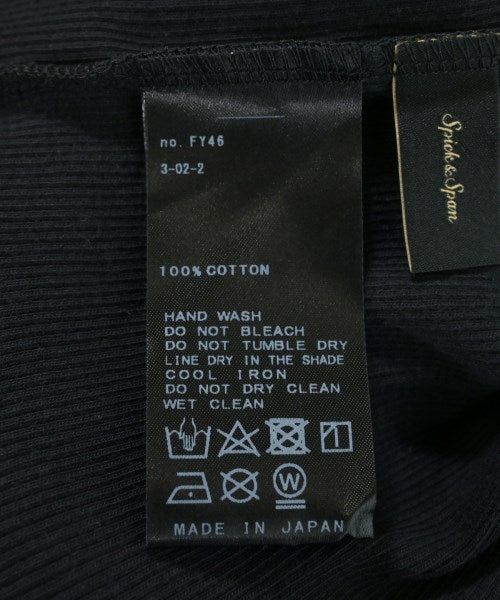 no. FY46
3-02-2
100% COTTON
HAND WASH
DO NOT BLEACH
DO NOT TUMBLE DRY
LINE DRY IN THE SHADE
COOL IRON
DO NOT DRY CLEAN
WET CLEAN
W
MADE IN JAPAN
Spick&Span